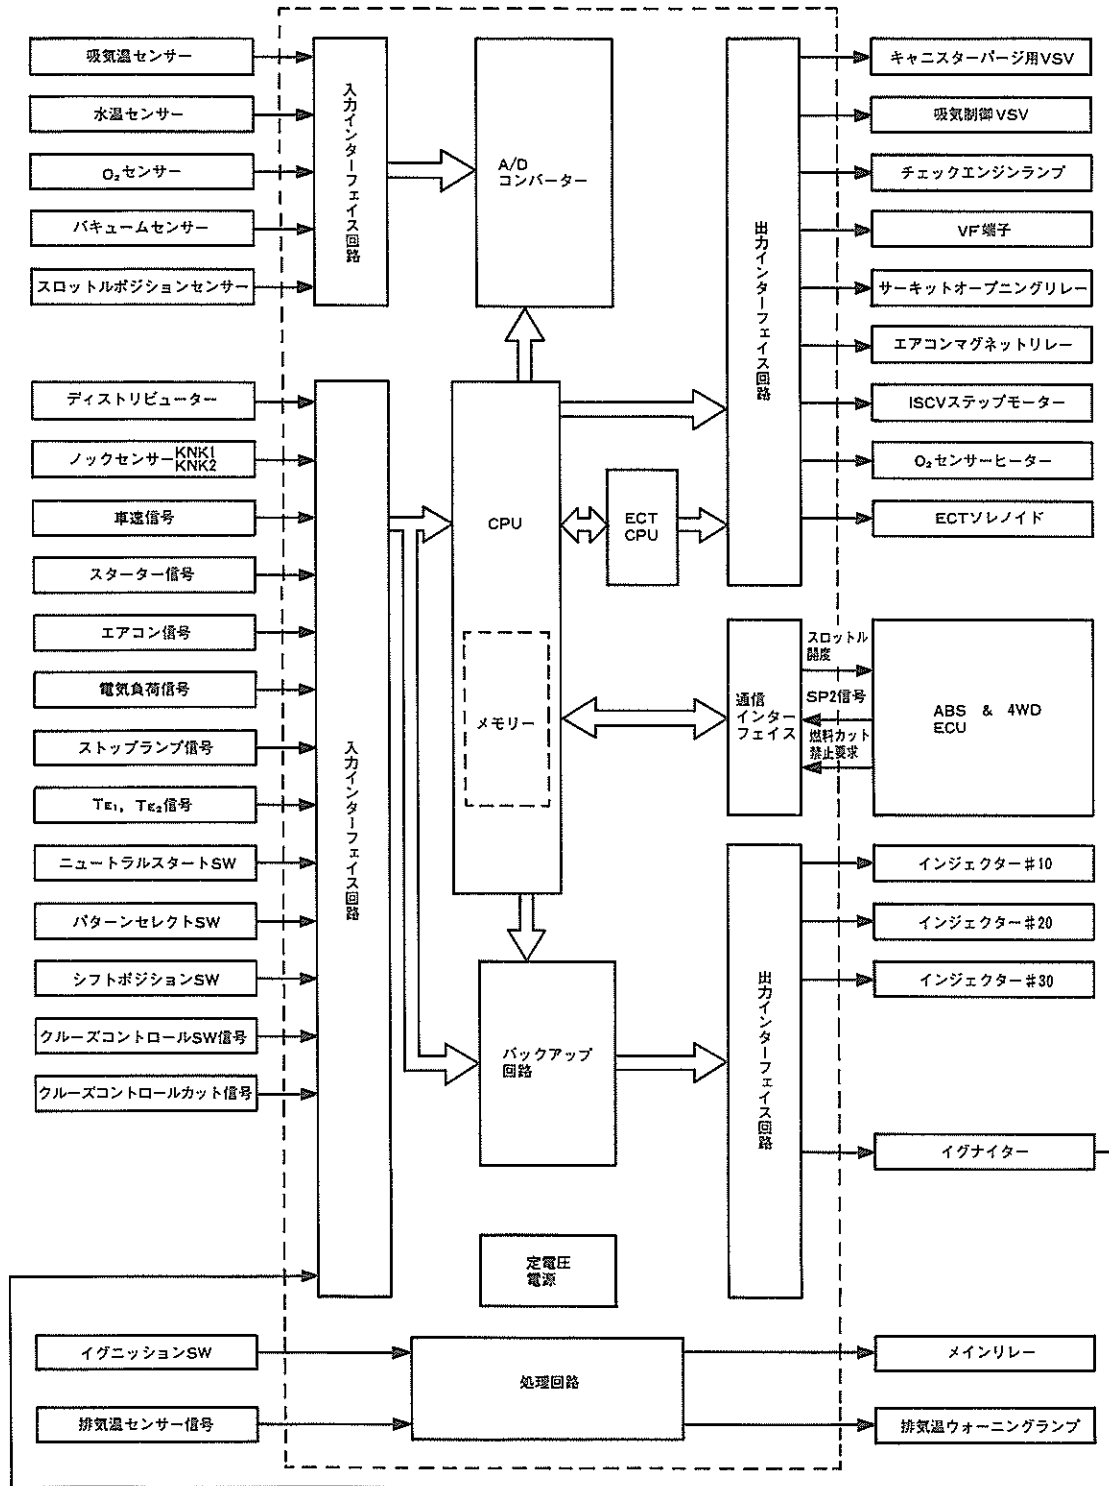 吸気温センサー
水温センサー
O₂センサー
バキュームセンサー
スロットルポジションセンサー
入力インターフェイス回路
A/D
コンバーター
ディストリビューター
ノックセンサーKNK1
KNK2
車速信号
スターター信号
エアコン信号
電気負荷信号
ストップランプ信号
TE1, TE2信号
ニュートラルスタートSW
パターンセレクトSW
シフトポジションSW
クルーズコントロールSW信号
クルーズコントロールカット信号
入力インターフェイス回路
CPU
メモリー
ECT
CPU
バックアップ
回路
定電圧
電源
出力インターフェイス回路
キャニスターパージ用VSV
吸気制御VSV
チェックエンジンランプ
VF端子
サーキットオープニングリレー
エアコンマグネットリレー
ISCVステップモーター
O₂センサーヒーター
ECTソレノイド
通信
インター
フェイス
スロットル
開度
SP2信号
燃料カット
禁止要求
ABS & 4WD
ECU
出力インターフェイス回路
インジェクター♯10
インジェクター♯20
インジェクター♯30
イグナイター
イグニッションSW
排気温センサー信号
処理回路
メインリレー
排気温ウォーニングランプ